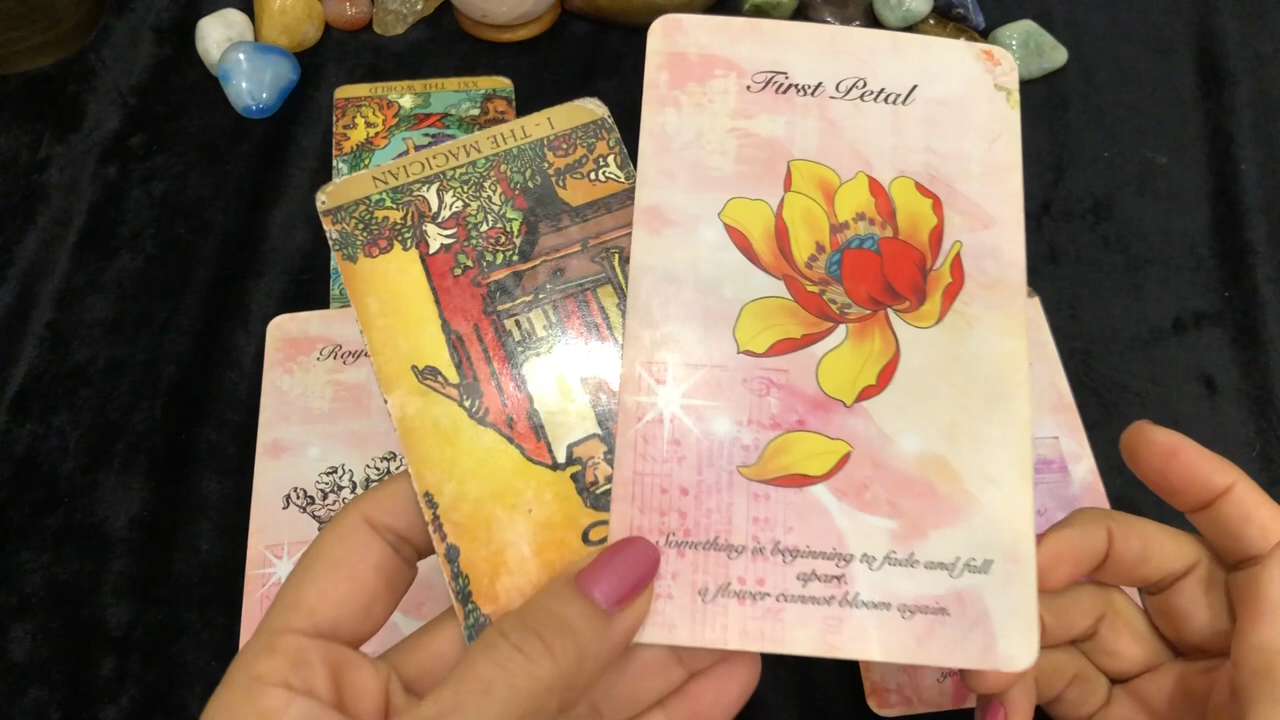 XXI - THE WORLD
I - THE MAGICIAN
First Petal
Something is beginning to fade and fall
apart.
a flower cannot bloom again.